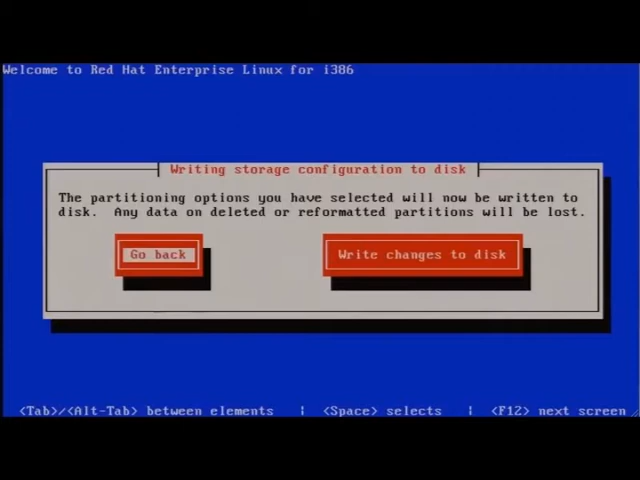 Welcome to Red Hat Enterprise Linux for i386
Writing storage configuration to disk
The partitioning options you have selected will now be written to
disk.  Any data on deleted or reformatted partitions will be lost.
Go back
Write changes to disk
<Tab>/<Alt-Tab> between elements | <Space> selects | <F12> next screen